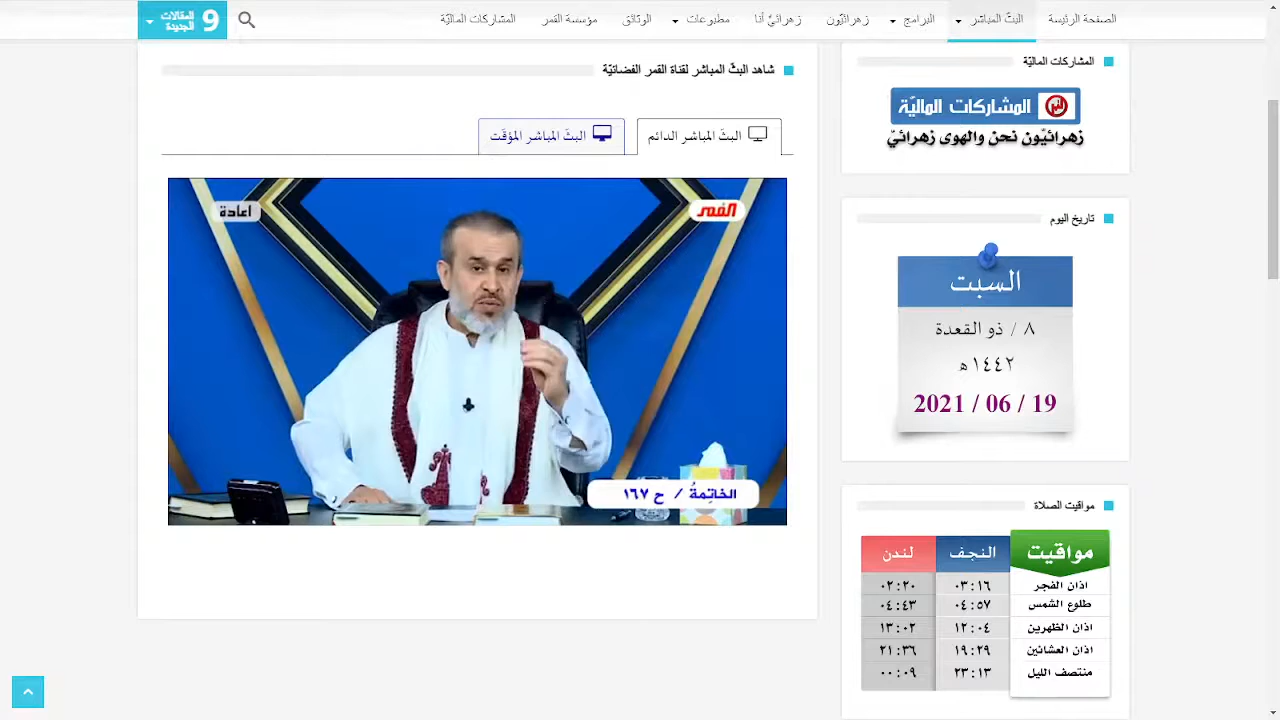 الصفحة الرئيسة
البثّ المباشر
البرامج
زهرائيّون
زهرائيٌّ أنا
مطبوعات
الوثائق
مؤسسة القمر
المشاركات الماليّة
9 المقالات الجديدة
المشاركات الماليّة
المشاركات الماليّة
زهرائيّون نحن والهوى زهرائيّ
شاهد البثّ المباشر لقناة القمر الفضائيّة
البثّ المباشر الدائم
البثّ المباشر المؤقّت
القمر
اعادة
الخاتِمةُ / ح ١٦٧
تاريخ اليوم
السبت
٨ / ذو القعدة
١٤٤٢هـ
2021 / 06 / 19
مواقيت الصلاة
مواقيت النجف لندن
اذان الفجر ٠٣:١٦ ٠٢:٢٠
طلوع الشمس ٠٤:٥٧ ٠٤:٤٣
اذان الظهرين ١٢:٠٤ ١٣:٠٢
اذان العشائين ١٩:٢٩ ٢١:٣٦
منتصف الليل ٢٣:١٣ ٠٠:٠٩